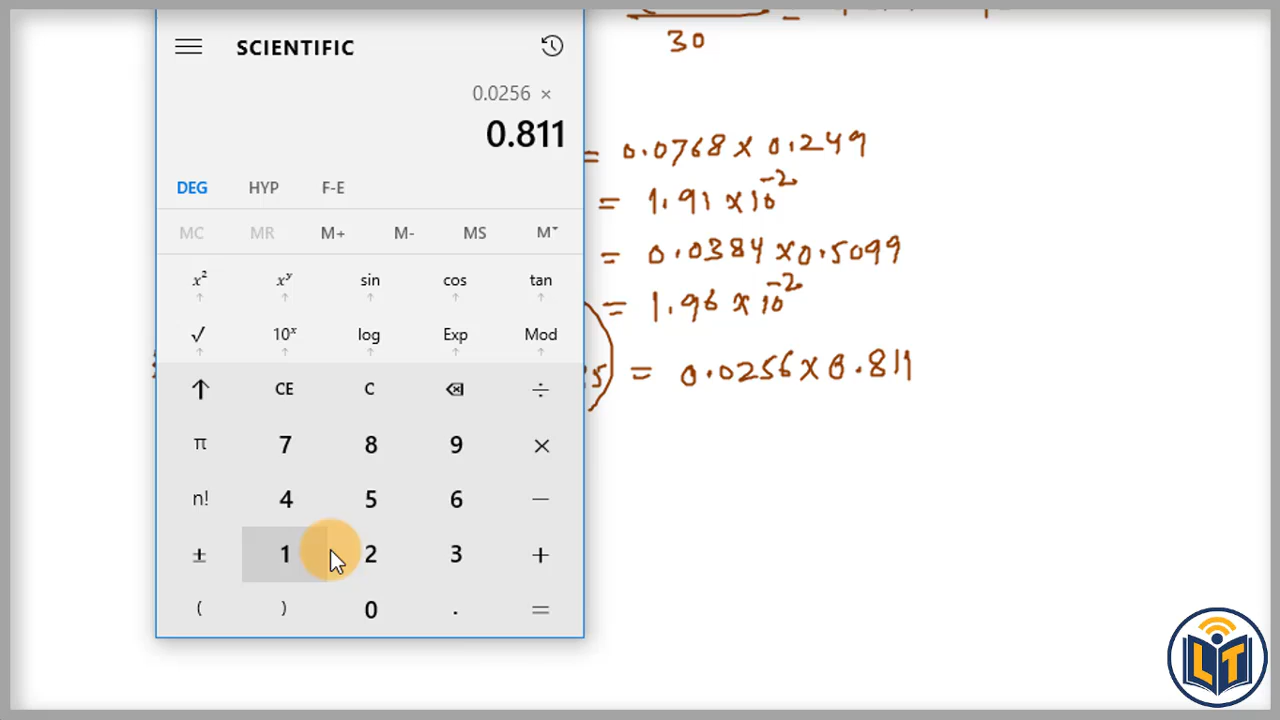 SCIENTIFIC
30
0.0256 ×
0.811
= 0.0768 × 0.249
DEG HYP F-E
= 1.91 × 10⁻²
MC MR M+ M- MS M˅
= 0.0384 × 0.5099
x² xʸ sin cos tan
= 1.96 × 10⁻²
√ 10ˣ log Exp Mod
= 0.0256 × 0.811
↑ CE C ⌫ ÷
π 7 8 9 ×
n! 4 5 6 −
± 1 2 3 +
( ) 0 . =
LT